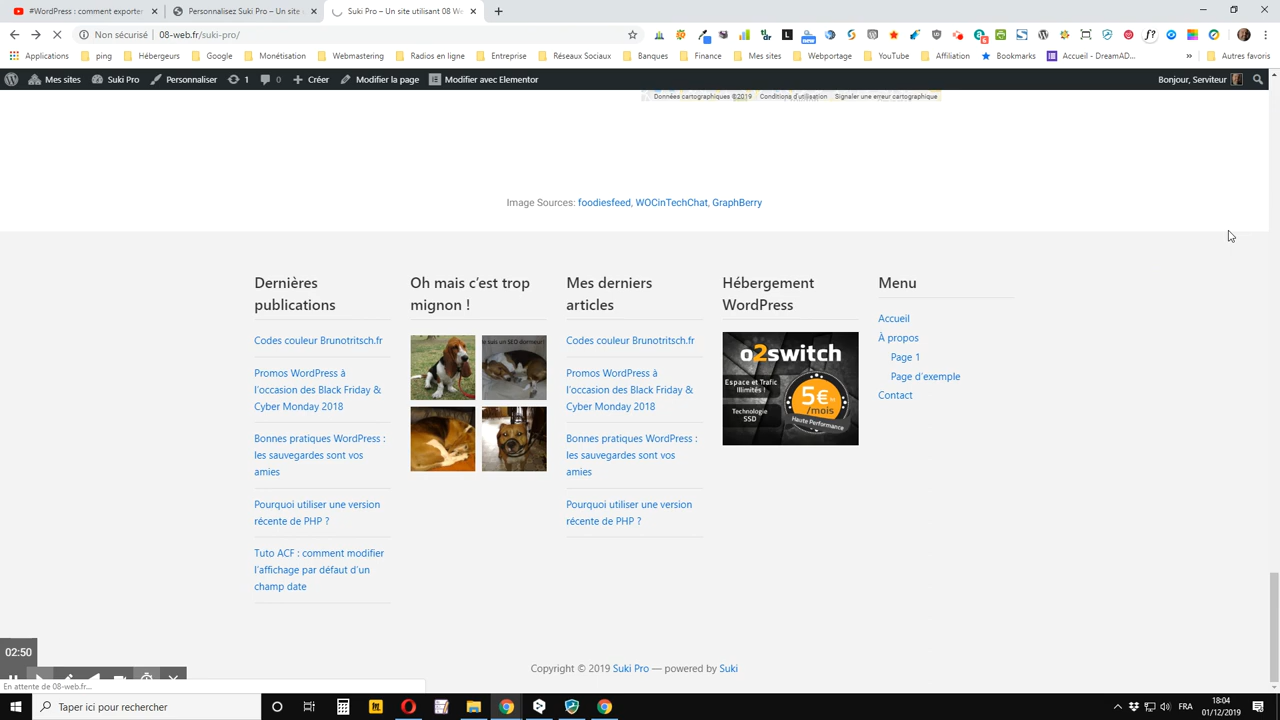 #WordPress : comment exporter
Personnalisez Suki Pro – Un site
Suki Pro – Un site utilisant 08 We
Non sécurisé
08-web.fr/suki-pro/
Applications
ping
Hébergeurs
Google
Monétisation
Webmastering
Radios en ligne
Entreprise
Réseaux Sociaux
Banques
Finance
Mes sites
Webportage
YouTube
Affiliation
Bookmarks
Accueil - DreamAD...
»
Autres favoris
Mes sites
Suki Pro
Personnaliser
1
0
Créer
Modifier la page
Modifier avec Elementor
Bonjour, Serviteur
Données cartographiques ©2019
Conditions d'utilisation
Signaler une erreur cartographique
Image Sources: foodiesfeed, WOCinTechChat, GraphBerry
Dernières
publications
Codes couleur Brunotritsch.fr
Promos WordPress à
l'occasion des Black Friday &
Cyber Monday 2018
Bonnes pratiques WordPress :
les sauvegardes sont vos
amies
Pourquoi utiliser une version
récente de PHP ?
Tuto ACF : comment modifier
l'affichage par défaut d'un
champ date
Oh mais c'est trop
mignon !
Je suis un SEO dormeur!
Mes derniers
articles
Codes couleur Brunotritsch.fr
Promos WordPress à
l'occasion des Black Friday &
Cyber Monday 2018
Bonnes pratiques WordPress :
les sauvegardes sont vos
amies
Pourquoi utiliser une version
récente de PHP ?
Hébergement
WordPress
o2switch
Espace et Trafic
Illimités !
Technologie
SSD
5€
/mois
Haute Performance
Menu
Accueil
À propos
Page 1
Page d'exemple
Contact
Copyright © 2019 Suki Pro — powered by Suki
02:50
En attente de 08-web.fr...
Taper ici pour rechercher
FRA
18:04
01/12/2019